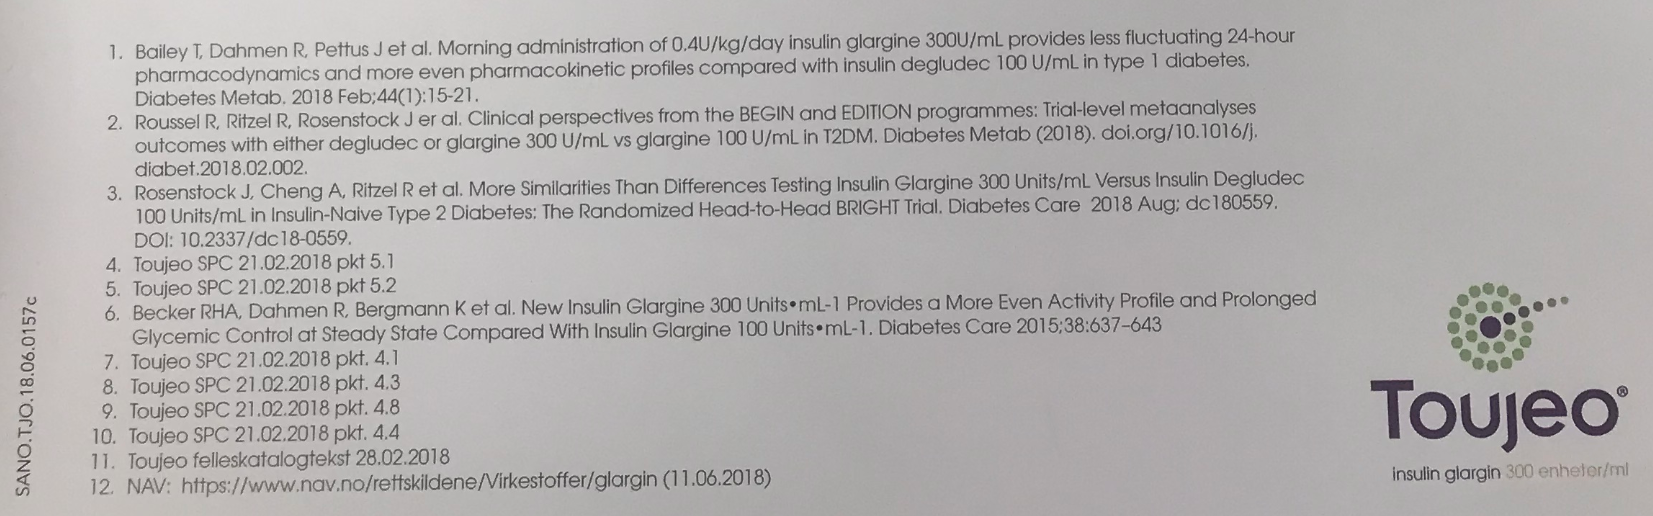 1. Bailey T, Dahmen R, Pettus J et al. Morning administration of 0.4U/kg/day insulin glargine 300U/mL provides less fluctuating 24-hour
pharmacodynamics and more even pharmacokinetic profiles compared with insulin degludec 100 U/mL in type 1 diabetes.
Diabetes Metab. 2018 Feb;44(1):15-21.
2. Roussel R, Ritzel R, Rosenstock J er al. Clinical perspectives from the BEGIN and EDITION programmes: Trial-level metaanalyses
outcomes with either degludec or glargine 300 U/mL vs glargine 100 U/mL in T2DM. Diabetes Metab (2018). doi.org/10.1016/j.
diabet.2018.02.002.
3. Rosenstock J, Cheng A, Ritzel R et al. More Similarities Than Differences Testing Insulin Glargine 300 Units/mL Versus Insulin Degludec
100 Units/mL in Insulin-Naive Type 2 Diabetes: The Randomized Head-to-Head BRIGHT Trial. Diabetes Care 2018 Aug; dc180559.
DOI: 10.2337/dc18-0559.
4. Toujeo SPC 21.02.2018 pkt 5.1
5. Toujeo SPC 21.02.2018 pkt 5.2
6. Becker RHA, Dahmen R, Bergmann K et al. New Insulin Glargine 300 Units•mL-1 Provides a More Even Activity Profile and Prolonged
Glycemic Control at Steady State Compared With Insulin Glargine 100 Units•mL-1. Diabetes Care 2015;38:637–643
7. Toujeo SPC 21.02.2018 pkt. 4.1
8. Toujeo SPC 21.02.2018 pkt. 4.3
9. Toujeo SPC 21.02.2018 pkt. 4.8
10. Toujeo SPC 21.02.2018 pkt. 4.4
11. Toujeo felleskatalogtekst 28.02.2018
12. NAV: https://www.nav.no/rettskildene/Virkestoffer/glargin (11.06.2018)
SANO.TJO.18.06.0157c
Toujeo®
insulin glargin 300 enheter/ml